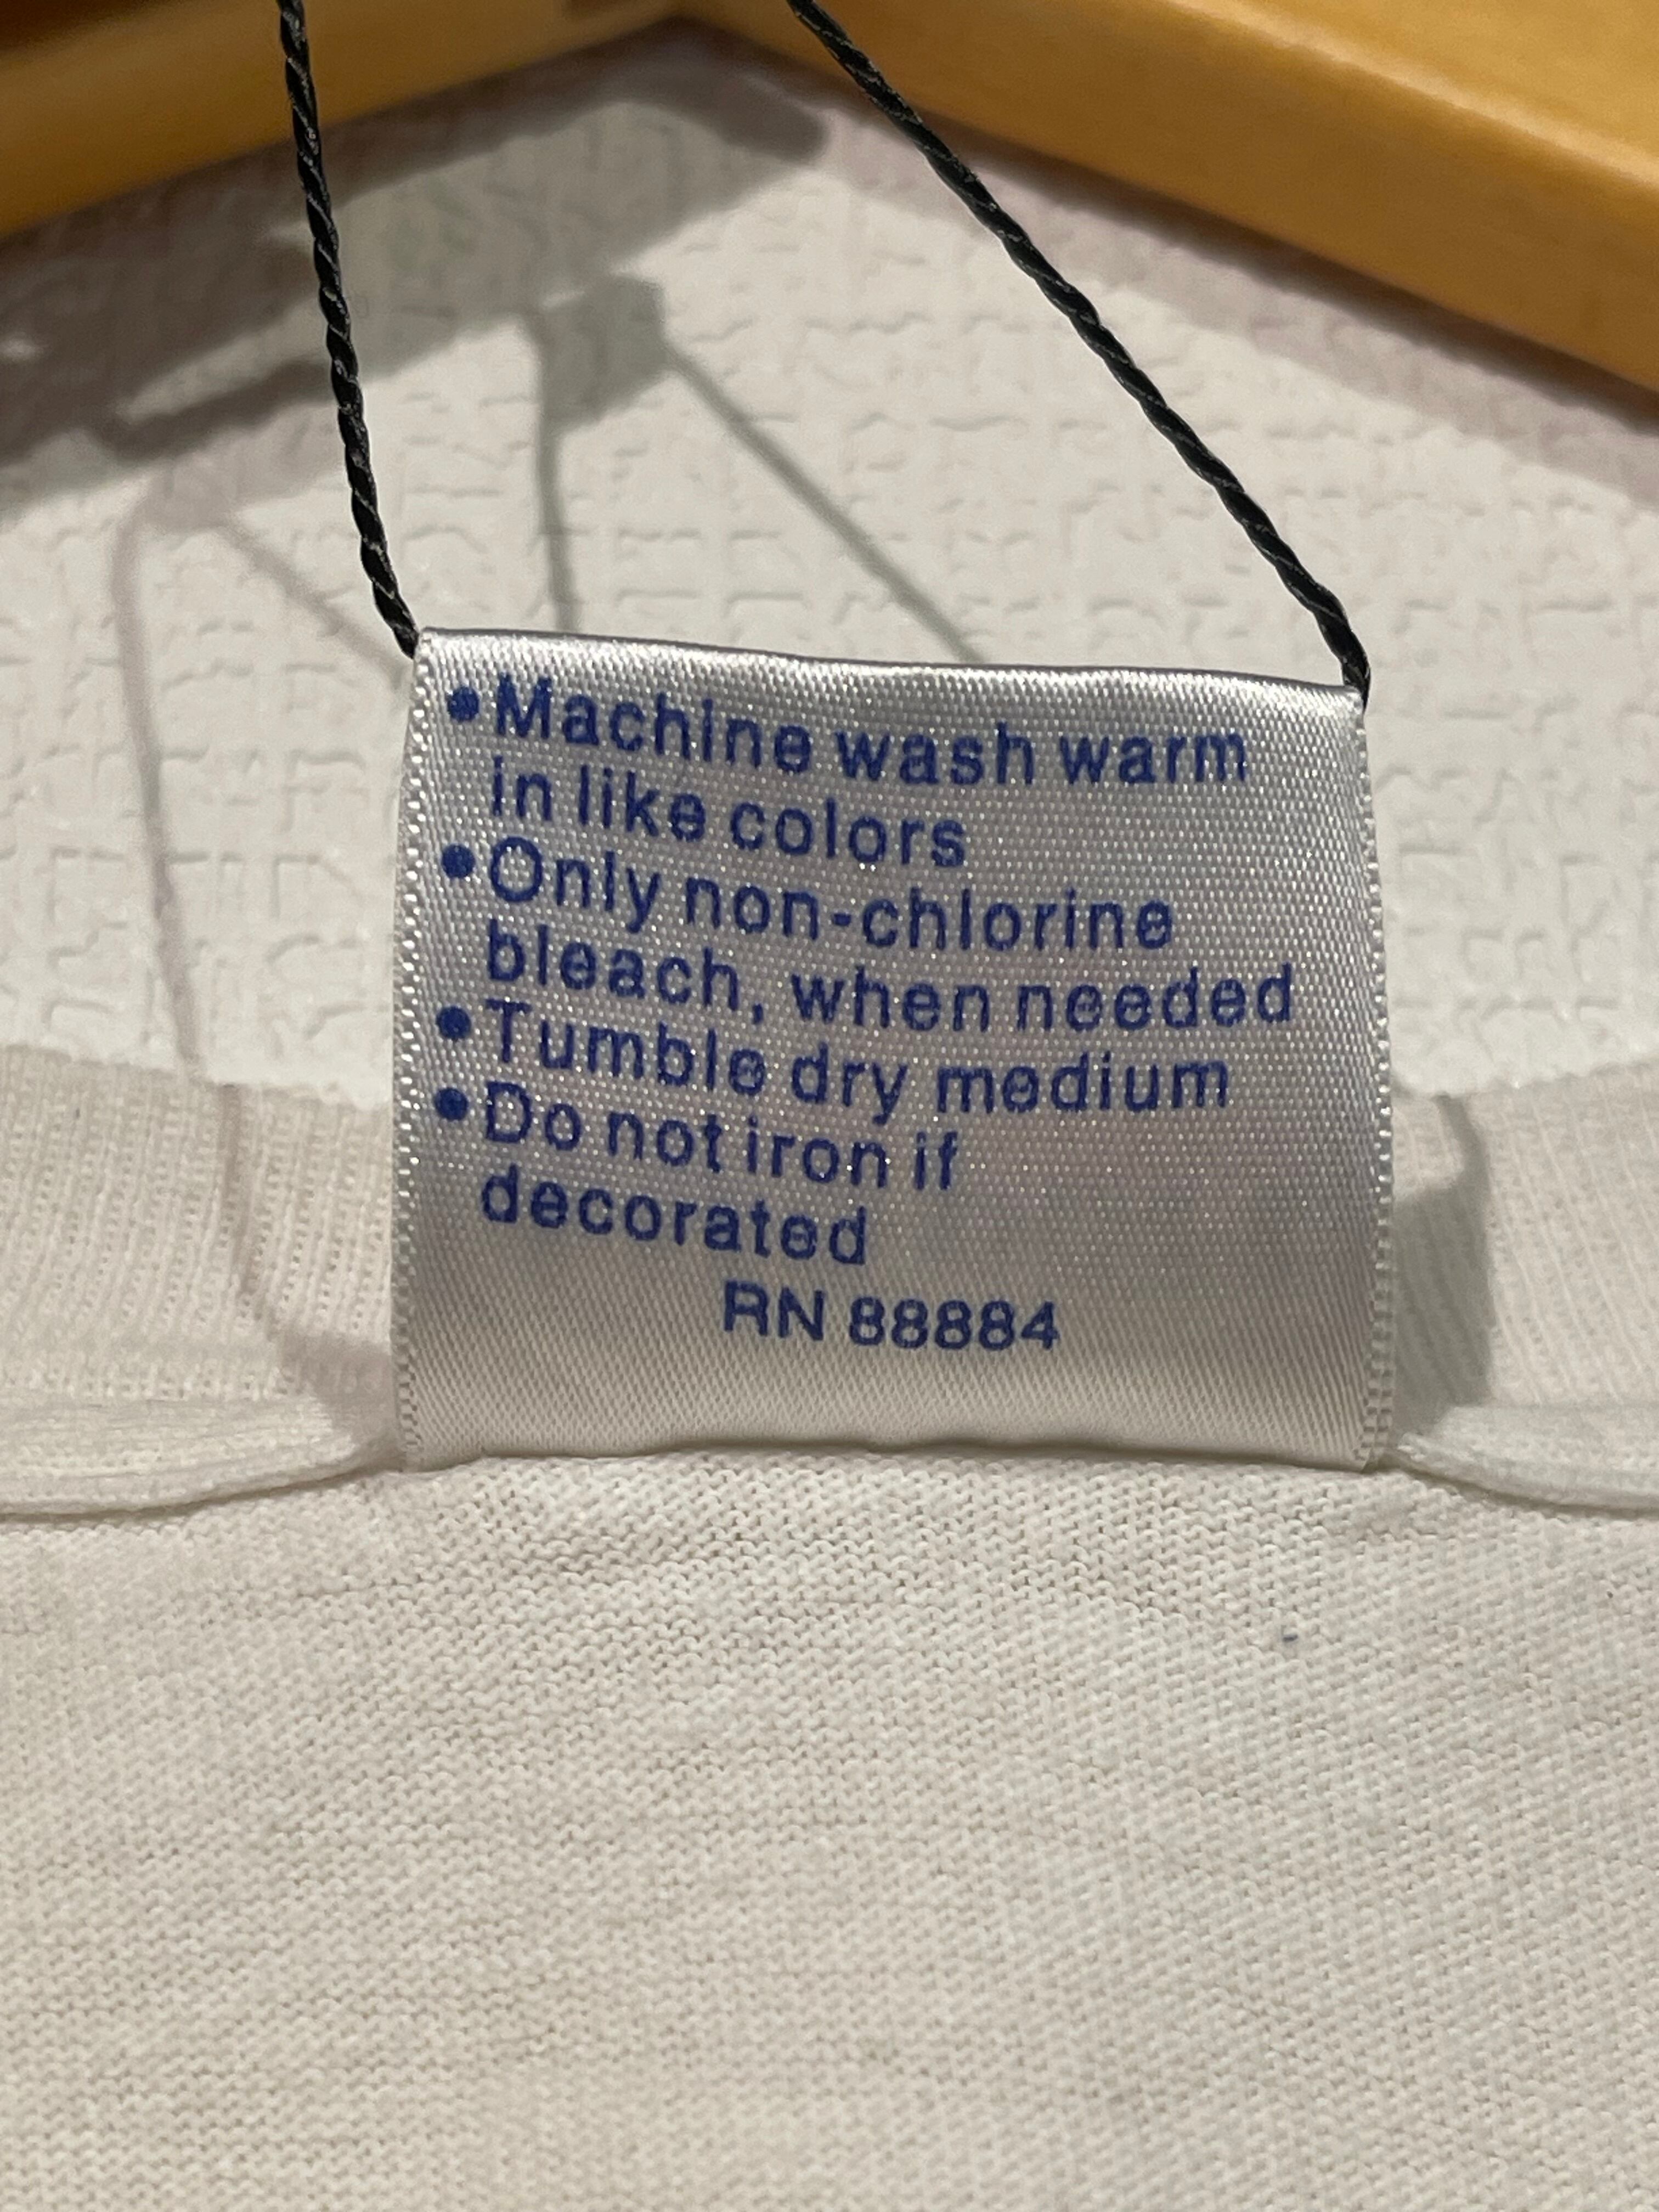 •Machine wash warm
in like colors
•Only non-chlorine
bleach, when needed
•Tumble dry medium
•Do not iron if
decorated
RN 88884